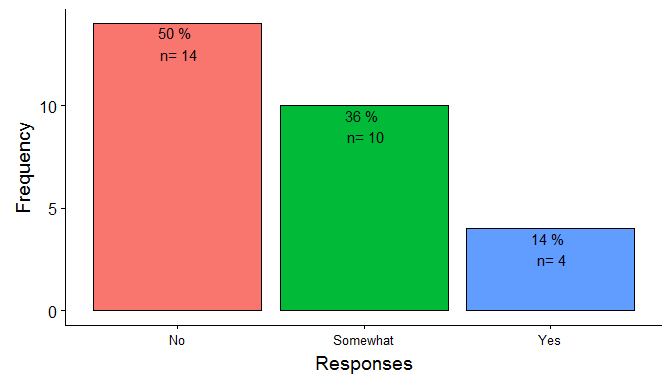 50 %
n= 14
36 %
n= 10
14 %
n= 4
10
5
0
Frequency
No
Somewhat
Yes
Responses